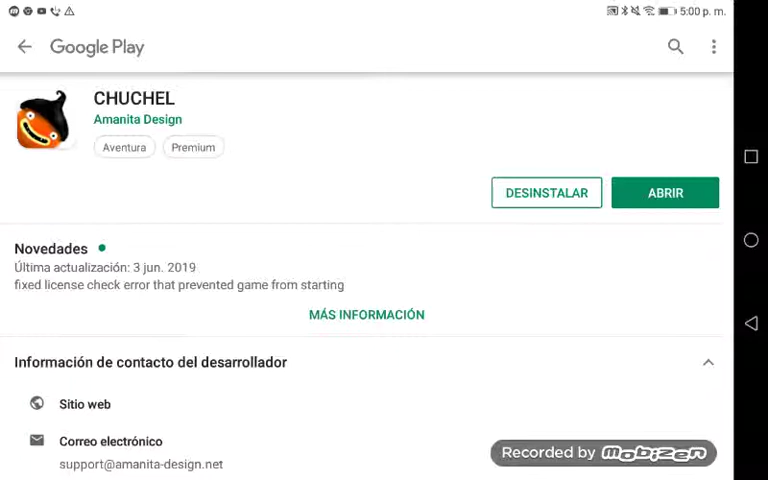 5:00 p. m.
Google Play
CHUCHEL
Amanita Design
Aventura
Premium
DESINSTALAR
ABRIR
Novedades
Última actualización: 3 jun. 2019
fixed license check error that prevented game from starting
MÁS INFORMACIÓN
Información de contacto del desarrollador
Sitio web
Correo electrónico
support@amanita-design.net
Recorded by mobizen